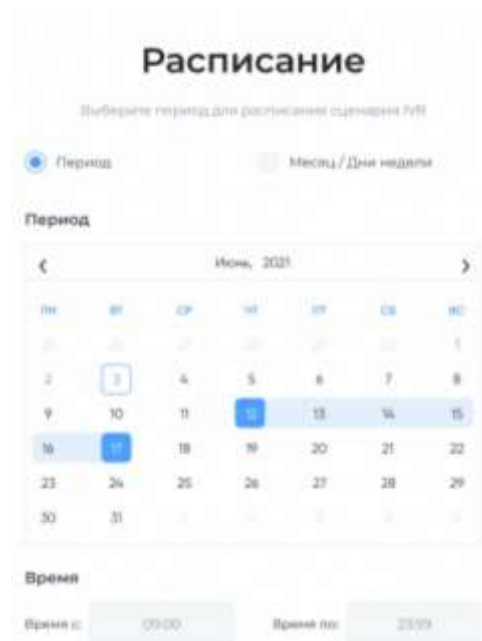 Расписание
Выберите период для расписания сценария IVR
Период Месяц / Дни недели
Период
Июнь, 2021
ПН ВТ СР ЧТ ПТ СБ ВС
1
2 3 4 5 6 7 8
9 10 11 12 13 14 15
16 17 18 19 20 21 22
23 24 25 26 27 28 29
30 31
Время
Время с: 09:00 Время по: 23:59